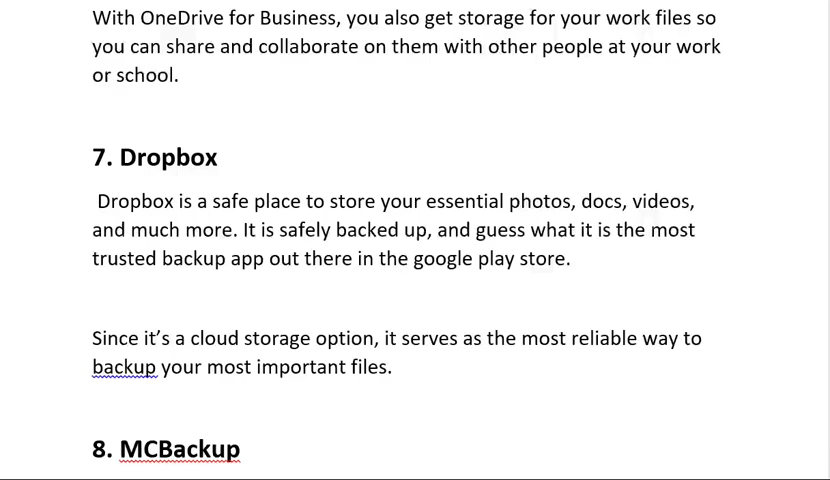 With OneDrive for Business, you also get storage for your work files so
you can share and collaborate on them with other people at your work
or school.
7. Dropbox
Dropbox is a safe place to store your essential photos, docs, videos,
and much more. It is safely backed up, and guess what it is the most
trusted backup app out there in the google play store.
Since it’s a cloud storage option, it serves as the most reliable way to
backup your most important files.
8. MCBackup